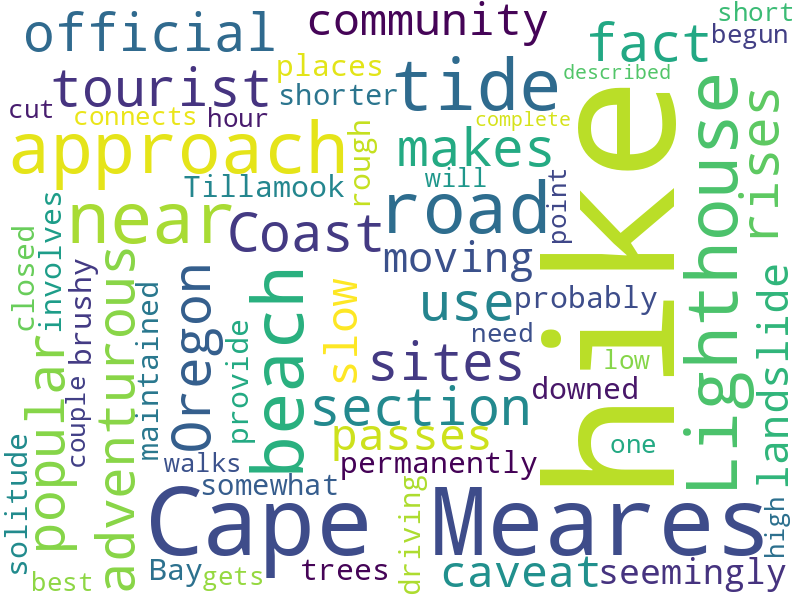 short
official
community
begun
fact
places
described
tourist
shorter
tide
cut
connects
hour
complete
approach
rough
makes
hike
Lighthouse
rises
Tillamook
will
point
near
Coast
road
moving
closed
involves
brushy
adventurous
maintained
Oregon
beach
slow
use
probably
provide
need
sites
low
landslide
popular
couple
section
downed
passes
one
solitude
walks
permanently
somewhat
driving
high
Cape
Meares
best
Bay
gets
trees
caveat
seemingly